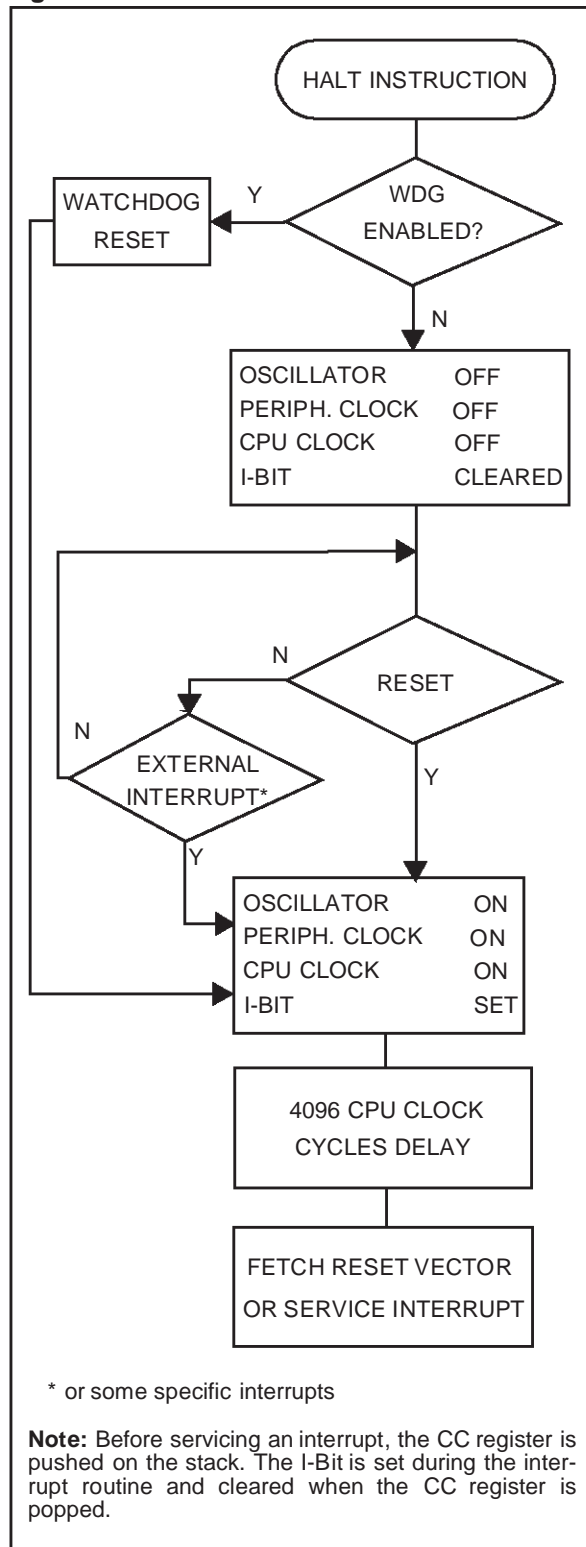 HALT INSTRUCTION
WDG
ENABLED?
Y
WATCHDOG
RESET
N
OSCILLATOR OFF
PERIPH. CLOCK OFF
CPU CLOCK OFF
I-BIT CLEARED
RESET
N
Y
EXTERNAL
INTERRUPT*
N
Y
OSCILLATOR ON
PERIPH. CLOCK ON
CPU CLOCK ON
I-BIT SET
4096 CPU CLOCK
CYCLES DELAY
FETCH RESET VECTOR
OR SERVICE INTERRUPT
* or some specific interrupts
Note: Before servicing an interrupt, the CC register is
pushed on the stack. The I-Bit is set during the inter-
rupt routine and cleared when the CC register is
popped.